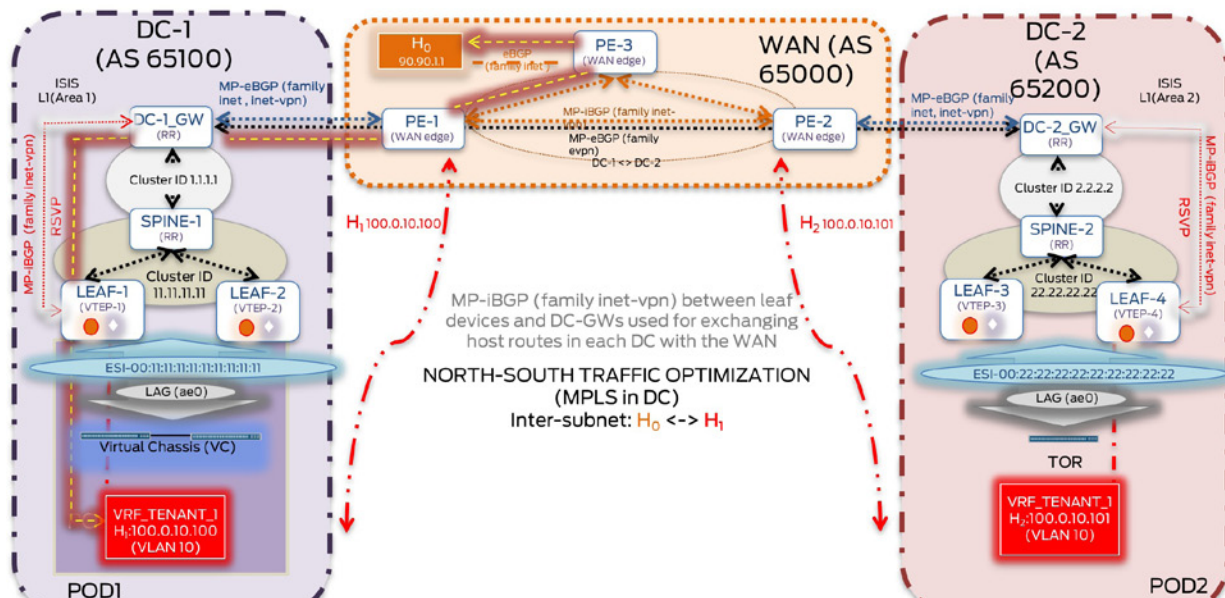 DC-1
(AS 65100)
ISIS
L1(Area 1)
MP-eBGP (family
inet , inet-vpn)
DC-1_GW
(RR)
Cluster ID 1.1.1.1
SPINE-1
(RR)
Cluster ID
11.11.11.11
MP-iBGP (family inet-vpn)
RSVP
LEAF-1
(VTEP-1)
LEAF-2
(VTEP-2)
ESI-00:11:11:11:11:11:11:11:11:11
LAG (ae0)
Virtual Chassis (VC)
VRF_TENANT_1
H1:100.0.10.100
(VLAN 10)
POD1
H0
90.90.1.1
eBGP
(family inet)
PE-3
(WAN edge)
WAN (AS
65000)
PE-1
(WAN edge)
MP-iBGP (family inet-
MP-eBGP (family
evpn)
DC-1 <> DC-2
PE-2
(WAN edge)
H1 100.0.10.100
H2 100.0.10.101
MP-iBGP (family inet-vpn) between leaf
devices and DC-GWs used for exchanging
host routes in each DC with the WAN
NORTH-SOUTH TRAFFIC OPTIMIZATION
(MPLS in DC)
Inter-subnet: H0 <-> H1
DC-2
(AS
65200)
ISIS
L1(Area 2)
MP-eBGP (family
inet, inet-vpn)
DC-2_GW
(RR)
Cluster ID 2.2.2.2
SPINE-2
(RR)
Cluster ID
22.22.22.22
MP-iBGP (family inet-vpn)
RSVP
LEAF-3
(VTEP-3)
LEAF-4
(VTEP-4)
ESI-00:22:22:22:22:22:22:22:22:22
LAG (ae0)
TOR
VRF_TENANT_1
H2:100.0.10.101
(VLAN 10)
POD2